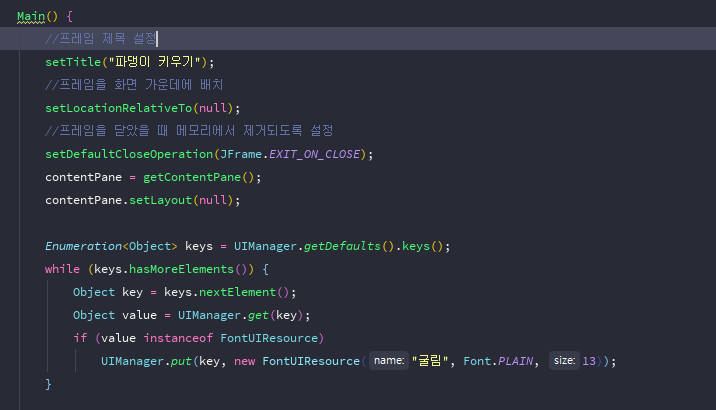 Main() {
//프레임 제목 설정
setTitle("파댕이 키우기");
//프레임을 화면 가운데에 배치
setLocationRelativeTo(null);
//프레임을 닫았을 때 메모리에서 제거되도록 설정
setDefaultCloseOperation(JFrame.EXIT_ON_CLOSE);
contentPane = getContentPane();
contentPane.setLayout(null);
Enumeration<Object> keys = UIManager.getDefaults().keys();
while (keys.hasMoreElements()) {
Object key = keys.nextElement();
Object value = UIManager.get(key);
if (value instanceof FontUIResource)
UIManager.put(key, new FontUIResource( name: "굴림", Font.PLAIN, size: 13));
}